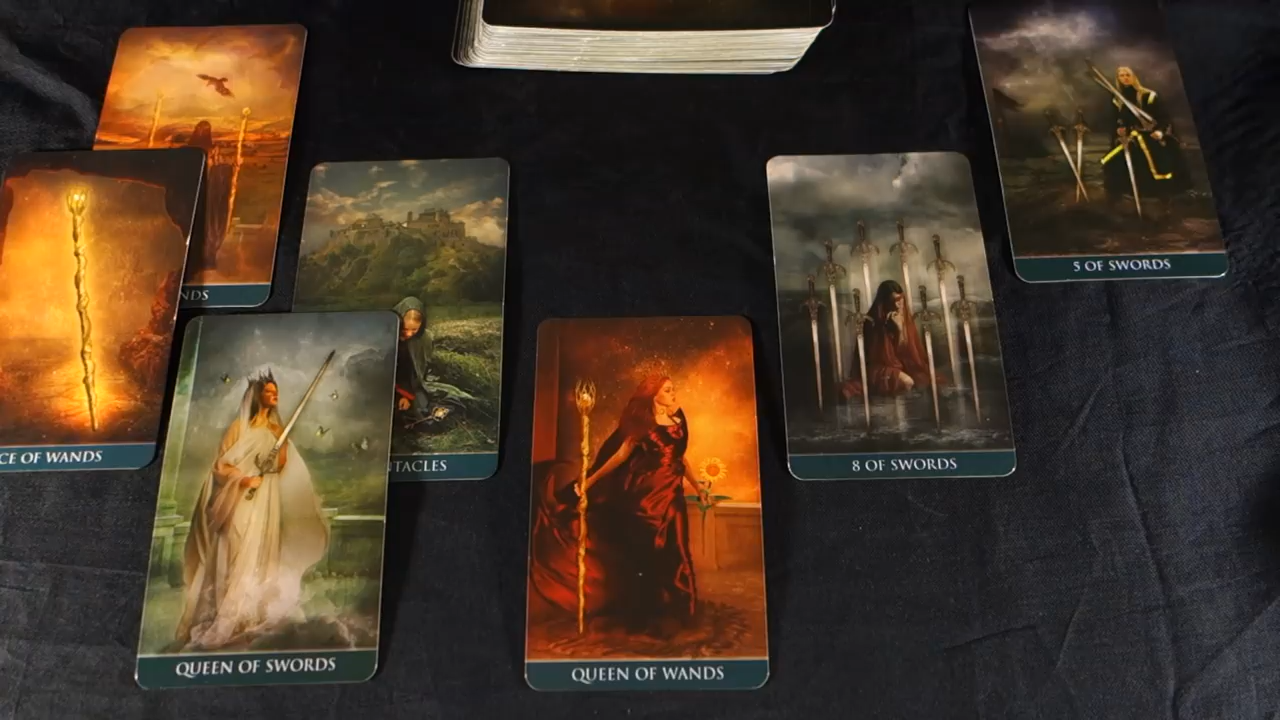 5 OF SWORDS
NDS
CE OF WANDS
TACLES
8 OF SWORDS
QUEEN OF SWORDS
QUEEN OF WANDS